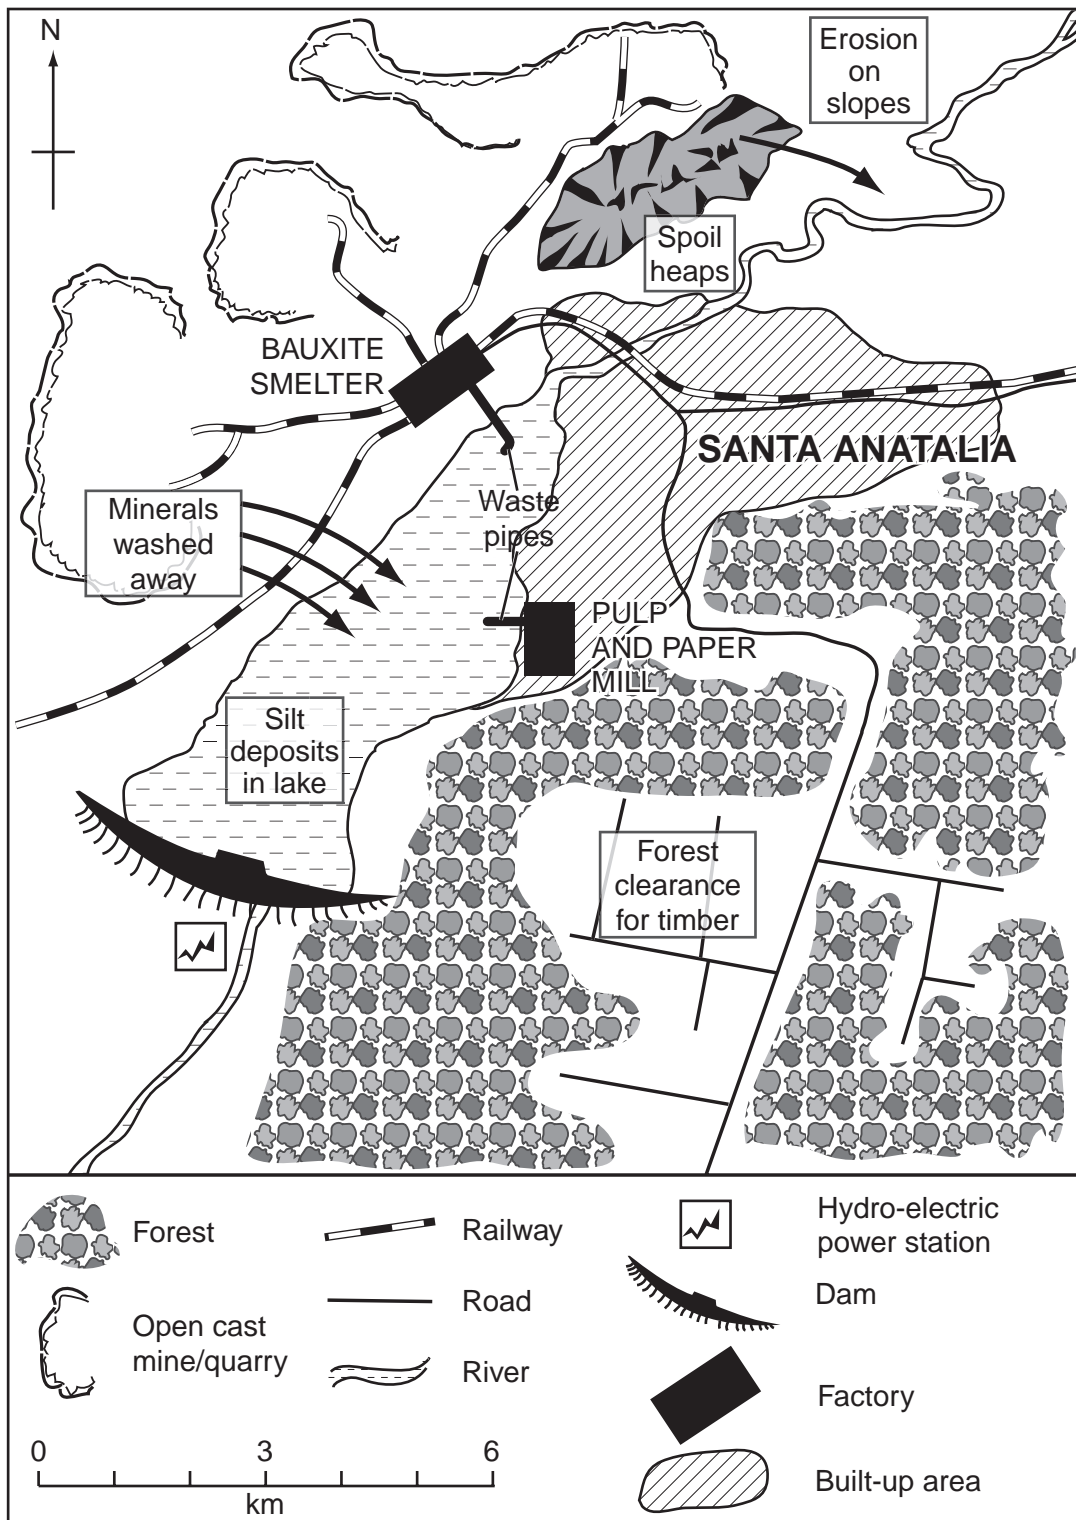 N
Erosion
on
slopes
Spoil
heaps
BAUXITE
SMELTER
SANTA ANATALIA
Minerals
washed
away
Waste
pipes
PULP
AND PAPER
MILL
Silt
deposits
in lake
Forest
clearance
for timber
Forest
Railway
Hydro-electric
power station
Road
Dam
Open cast
mine/quarry
River
Factory
0 3 6
km
Built-up area